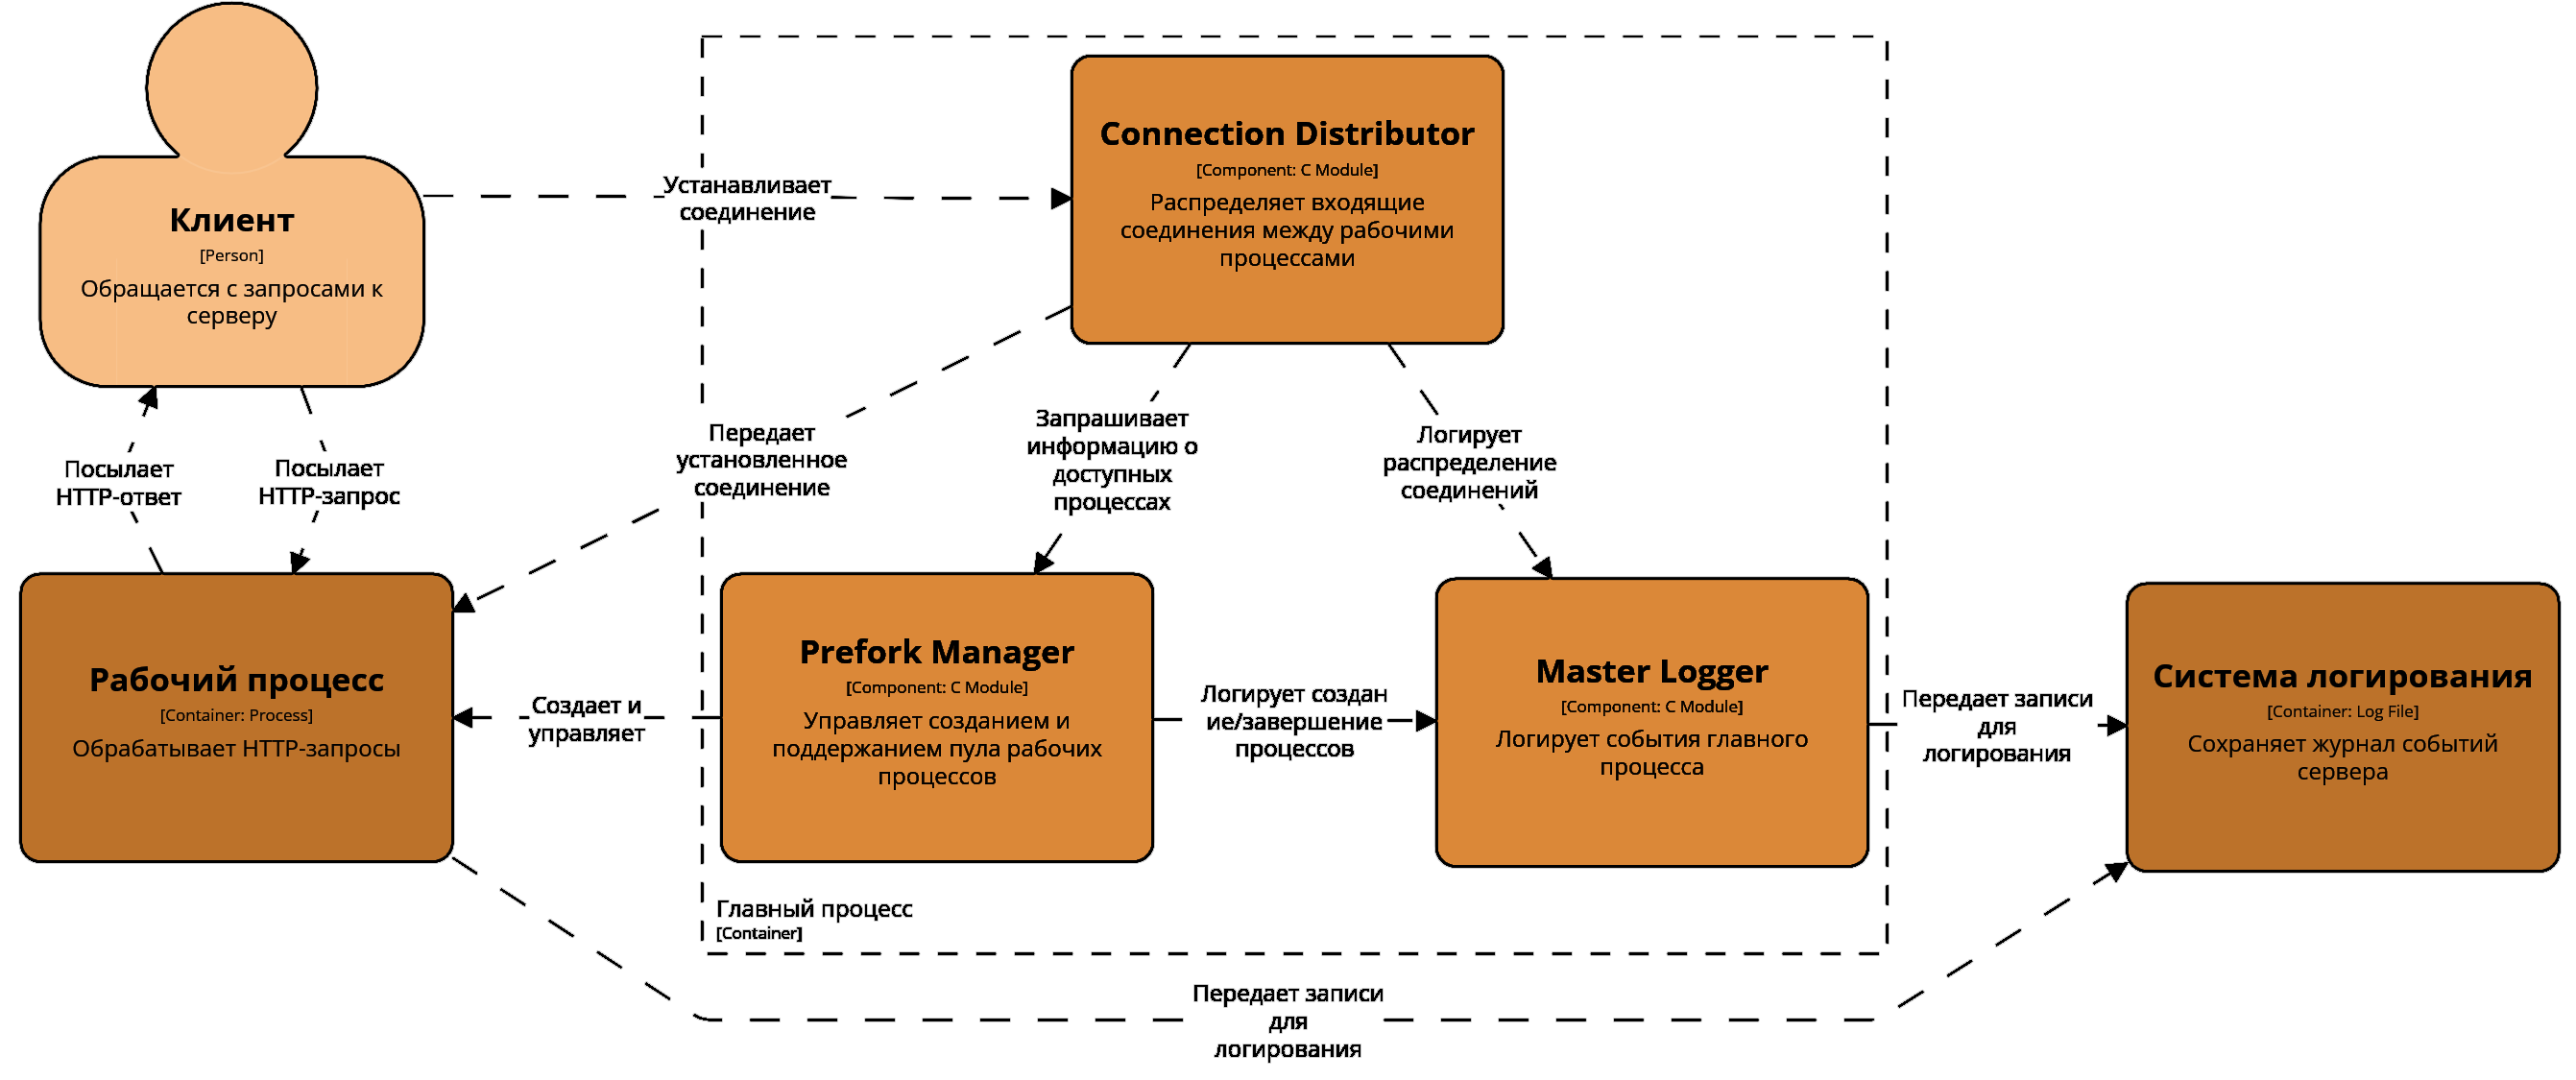 Connection Distributor
[Component: C Module]
Распределяет входящие
соединения между рабочими
процессами
Устанавливает
соединение
Клиент
[Person]
Обращается с запросами к
серверу
Посылает
HTTP-ответ
Посылает
HTTP-запрос
Передает
установленное
соединение
Запрашивает
информацию о
доступных
процессах
Логирует
распределение
соединений
Рабочий процесс
[Container: Process]
Обрабатывает HTTP-запросы
Создает и
управляет
Prefork Manager
[Component: C Module]
Управляет созданием и
поддержанием пула рабочих
процессов
Логирует создан
ие/завершение
процессов
Master Logger
[Component: C Module]
Логирует события главного
процесса
Передает записи
для
логирования
Система логирования
[Container: Log File]
Сохраняет журнал событий
сервера
Главный процесс
[Container]
Передает записи
для
логирования